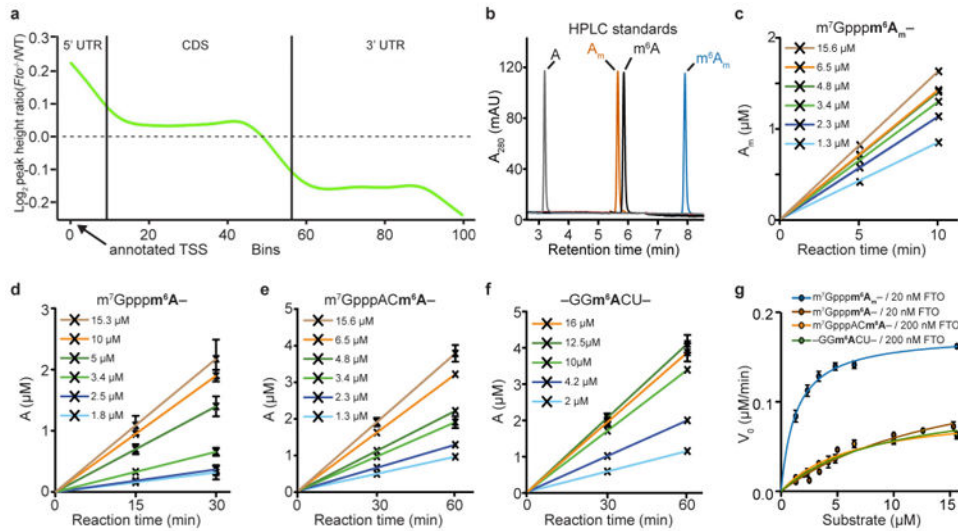 a
5' UTR
CDS
3' UTR
Log₂ peak height ratio(Fto⁻/⁻/WT)
0.3
0.2
0.1
0.0
-0.1
-0.2
0
20
40
60
80
100
annotated TSS
Bins
b
HPLC standards
A
Aₘ
m⁶A
m⁶Aₘ
A₂₈₀ (mAU)
120
80
40
0
3
4
5
6
7
8
Retention time (min)
c
m⁷Gpppm⁶Aₘ–
15.6 µM
6.5 µM
4.8 µM
3.4 µM
2.3 µM
1.3 µM
Aₘ (µM)
2
1
0
0
5
10
Reaction time (min)
d
m⁷Gpppm⁶A–
15.3 µM
10 µM
5 µM
3.4 µM
2.5 µM
1.8 µM
A (µM)
3
2
1
0
0
15
30
Reaction time (min)
e
m⁷GpppACm⁶A–
15.6 µM
6.5 µM
4.8 µM
3.4 µM
2.3 µM
1.3 µM
A (µM)
5
4
3
2
1
0
0
30
60
Reaction time (min)
f
–GGm⁶ACU–
16 µM
12.5µM
10µM
4.2 µM
2 µM
A (µM)
5
4
3
2
1
0
0
30
60
Reaction time (min)
g
m⁷Gpppm⁶Aₘ– / 20 nM FTO
m⁷Gpppm⁶A– / 20 nM FTO
m⁷GpppACm⁶A– / 200 nM FTO
–GGm⁶ACU– / 200 nM FTO
V₀ (µM/min)
0.2
0.1
0.0
0
5
10
15
Substrate (µM)